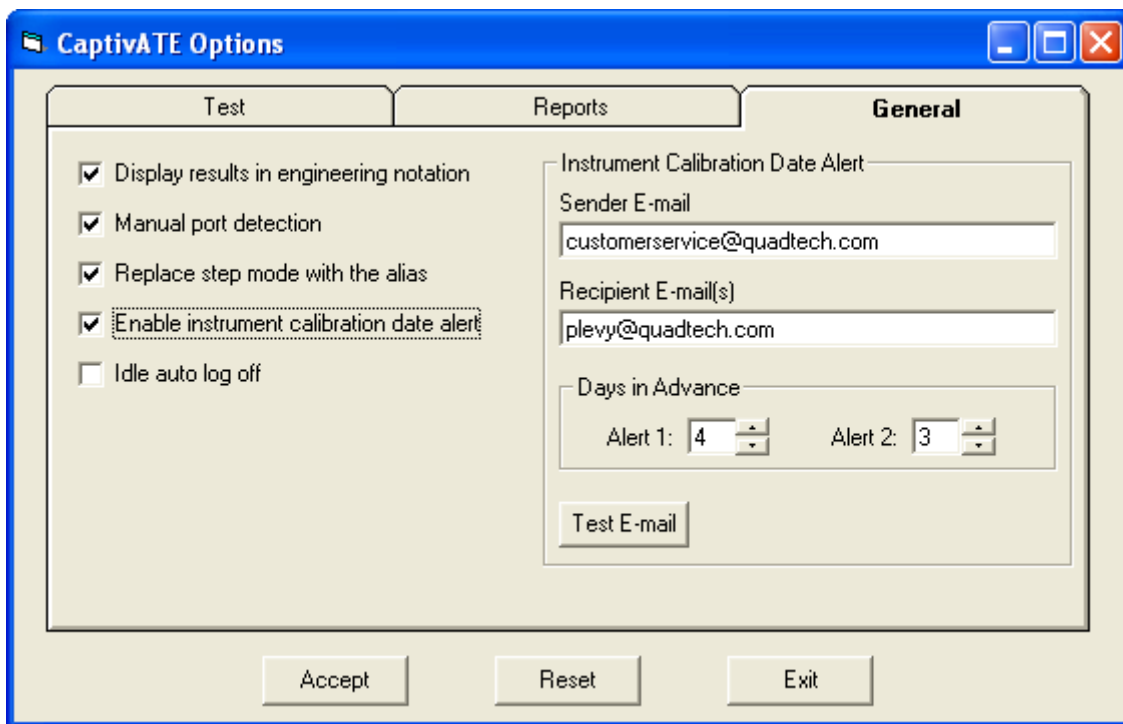 CaptivATE Options
Test
Reports
General
Display results in engineering notation
Manual port detection
Replace step mode with the alias
Enable instrument calibration date alert
Idle auto log off
Instrument Calibration Date Alert
Sender E-mail
customerservice@quadtech.com
Recipient E-mail(s)
plevy@quadtech.com
Days in Advance
Alert 1: 4
Alert 2: 3
Test E-mail
Accept
Reset
Exit